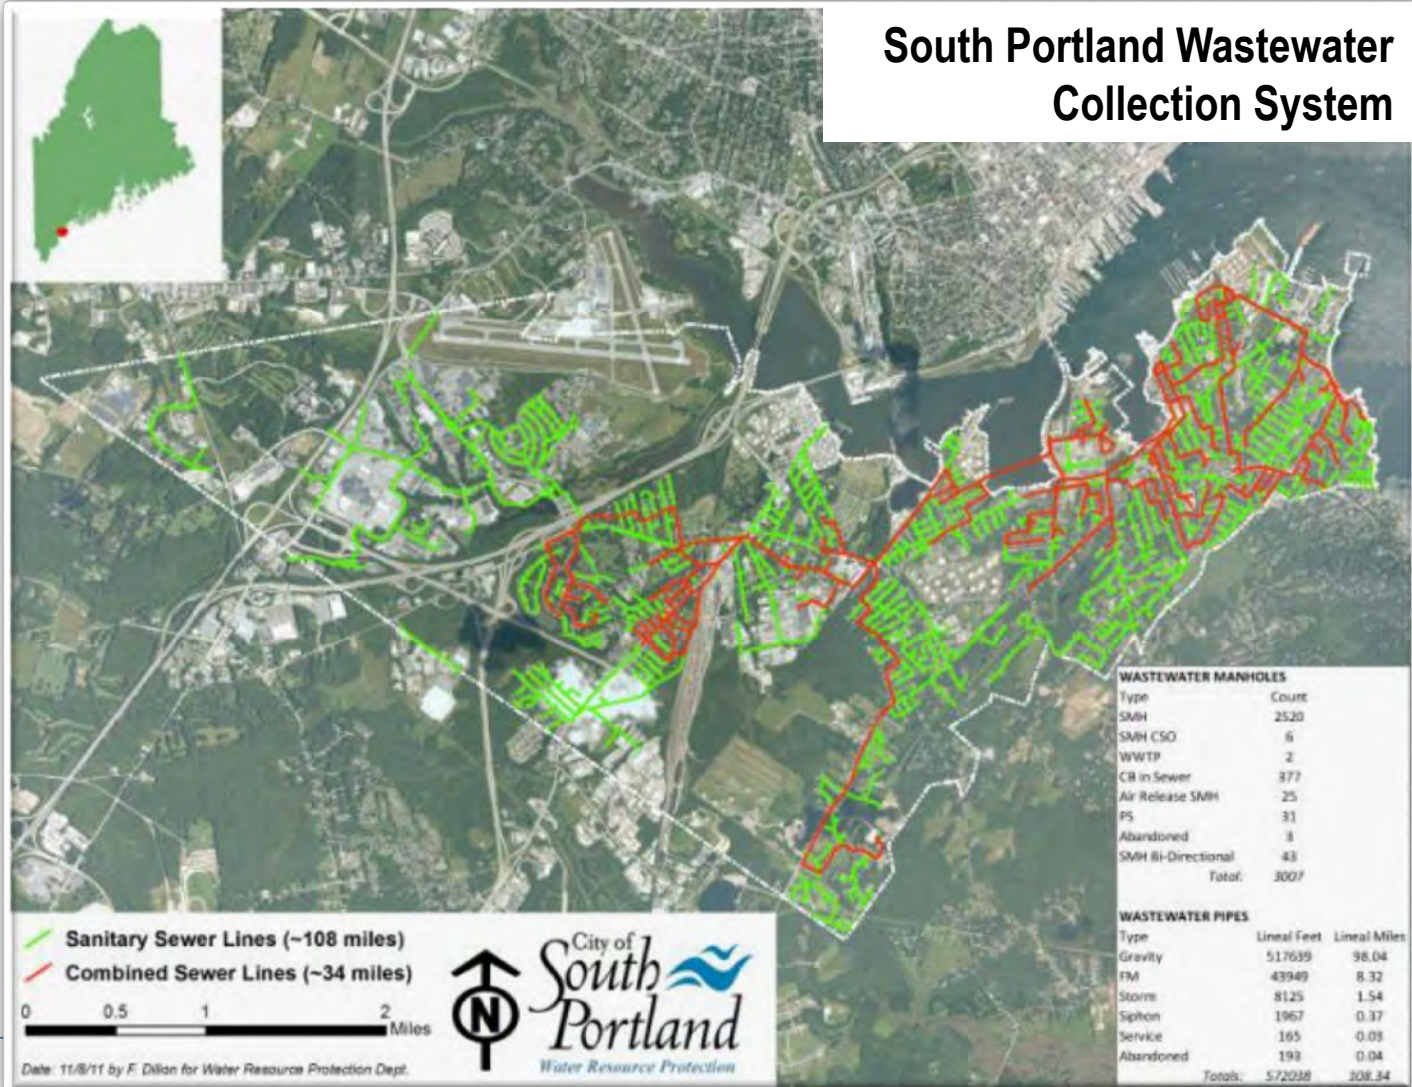 South Portland Wastewater
Collection System
WASTEWATER MANHOLES
Type Count
SMH 2520
SMH CSO 6
WWTP 2
CB in Sewer 377
Air Release SMH 25
PS 31
Abandoned 3
SMH Bi-Directional 43
Total: 3007
WASTEWATER PIPES
Type Lineal Feet Lineal Miles
Gravity 517639 98.04
FM 43949 8.32
Storm 8125 1.54
Siphon 1967 0.37
Service 165 0.03
Abandoned 193 0.04
Totals: 572038 108.34
Sanitary Sewer Lines (~108 miles)
Combined Sewer Lines (~34 miles)
0 0.5 1 2
Miles
N
City of
South
Portland
Water Resource Protection
Date: 11/8/11 by F. Dillon for Water Resource Protection Dept.